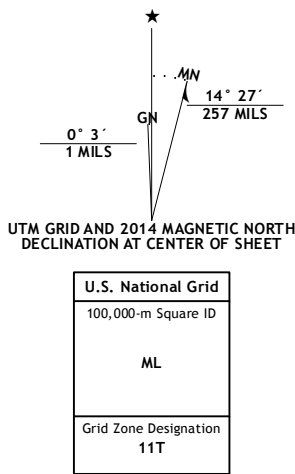 ★
MN
GN
14° 27´
257 MILS
0° 3´
1 MILS
UTM GRID AND 2014 MAGNETIC NORTH
DECLINATION AT CENTER OF SHEET
U.S. National Grid
100,000-m Square ID
ML
Grid Zone Designation
11T